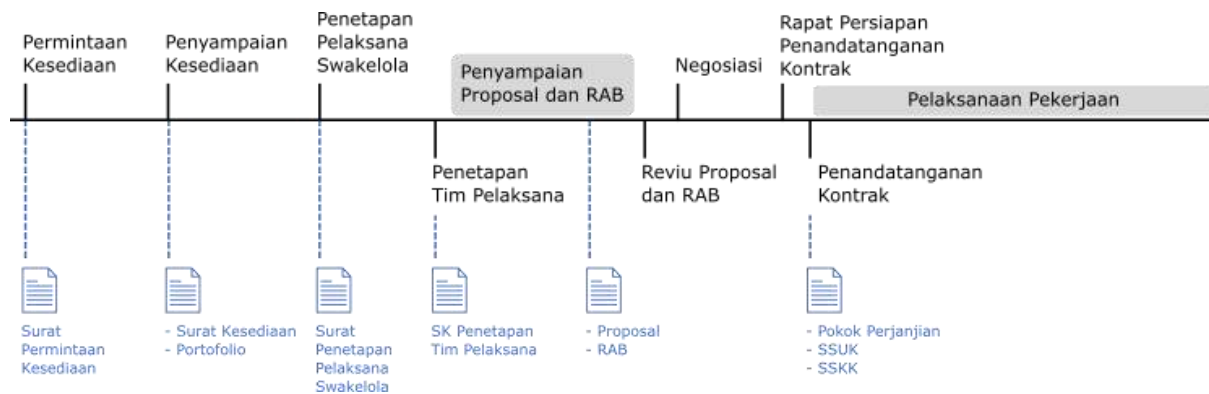 Permintaan
Kesediaan
Penyampaian
Kesediaan
Penetapan
Pelaksana
Swakelola
Penyampaian
Proposal dan RAB
Negosiasi
Rapat Persiapan
Penandatanganan
Kontrak
Pelaksanaan Pekerjaan
Penetapan
Tim Pelaksana
Reviu Proposal
dan RAB
Penandatanganan
Kontrak
Surat
Permintaan
Kesediaan
- Surat Kesediaan
- Portofolio
Surat
Penetapan
Pelaksana
Swakelola
SK Penetapan
Tim Pelaksana
- Proposal
- RAB
- Pokok Perjanjian
- SSUK
- SSKK